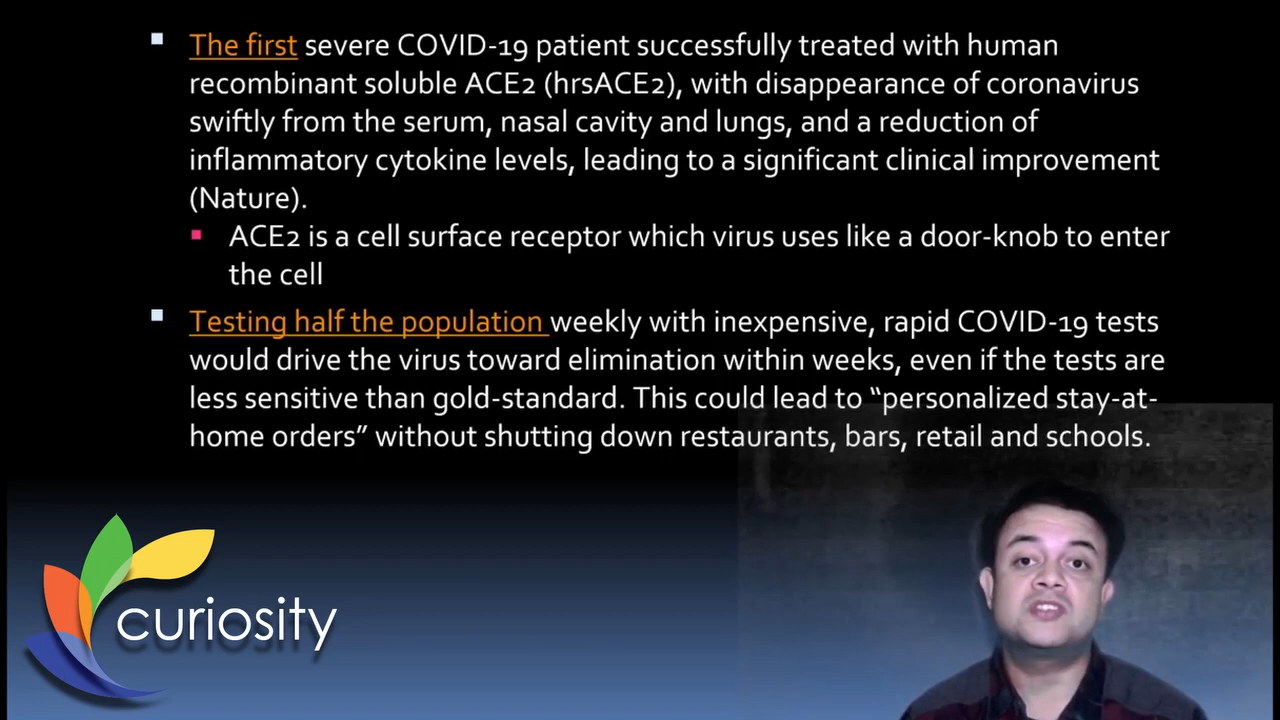 The first severe COVID-19 patient successfully treated with human
recombinant soluble ACE2 (hrsACE2), with disappearance of coronavirus
swiftly from the serum, nasal cavity and lungs, and a reduction of
inflammatory cytokine levels, leading to a significant clinical improvement
(Nature).
ACE2 is a cell surface receptor which virus uses like a door-knob to enter
the cell
Testing half the population weekly with inexpensive, rapid COVID-19 tests
would drive the virus toward elimination within weeks, even if the tests are
less sensitive than gold-standard. This could lead to “personalized stay-at-
home orders” without shutting down restaurants, bars, retail and schools.
curiosity